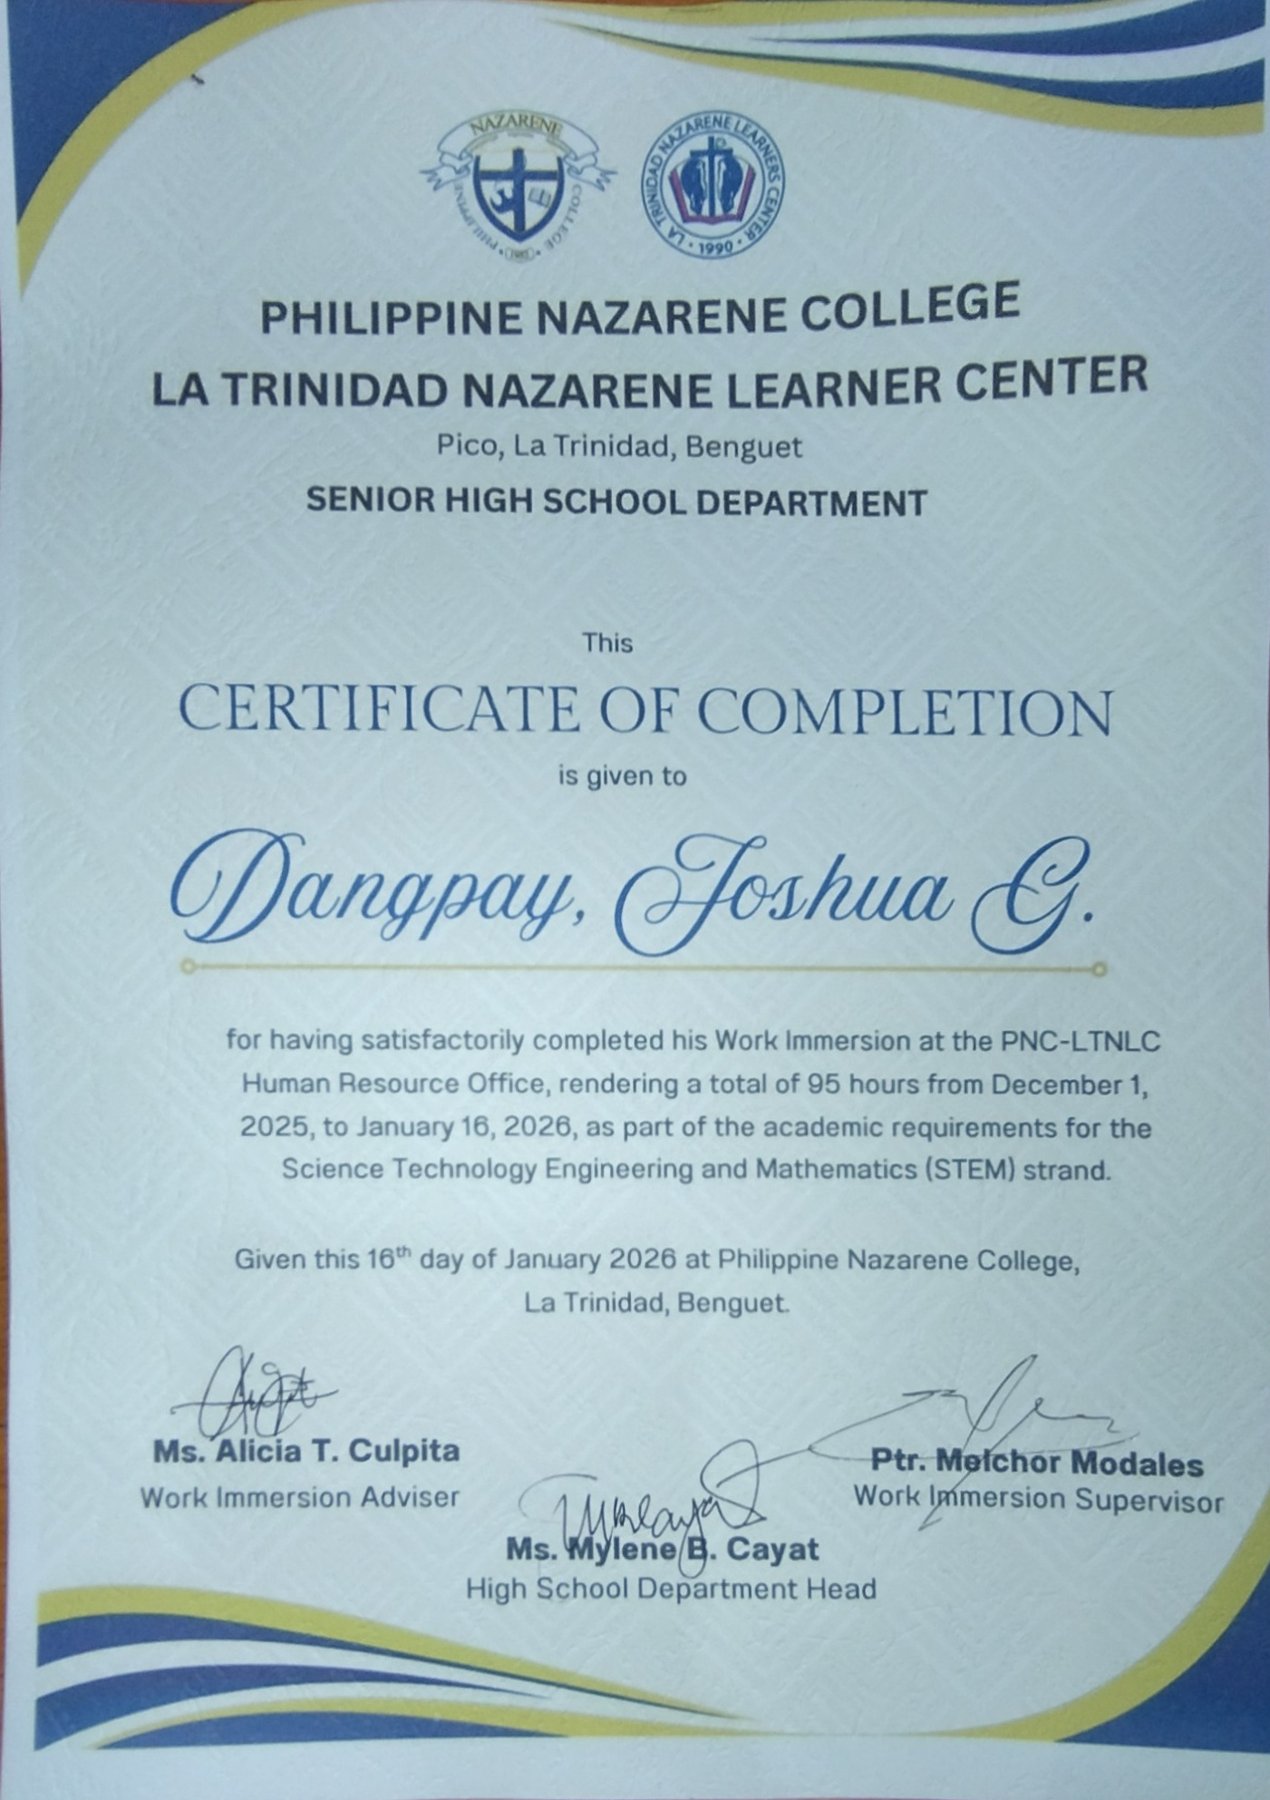 NAZARENE
PHILIPPINE COLLEGE
LA TRINIDAD NAZARENE LEARNERS CENTER
• 1990 •
PHILIPPINE NAZARENE COLLEGE
LA TRINIDAD NAZARENE LEARNER CENTER
Pico, La Trinidad, Benguet
SENIOR HIGH SCHOOL DEPARTMENT
This
CERTIFICATE OF COMPLETION
is given to
Dangpay, Joshua G.
for having satisfactorily completed his Work Immersion at the PNC-LTNLC
Human Resource Office, rendering a total of 95 hours from December 1,
2025, to January 16, 2026, as part of the academic requirements for the
Science Technology Engineering and Mathematics (STEM) strand.
Given this 16th day of January 2026 at Philippine Nazarene College,
La Trinidad, Benguet.
Ms. Alicia T. Culpita
Work Immersion Adviser
Ptr. Melchor Modales
Work Immersion Supervisor
Ms. Mylene B. Cayat
High School Department Head